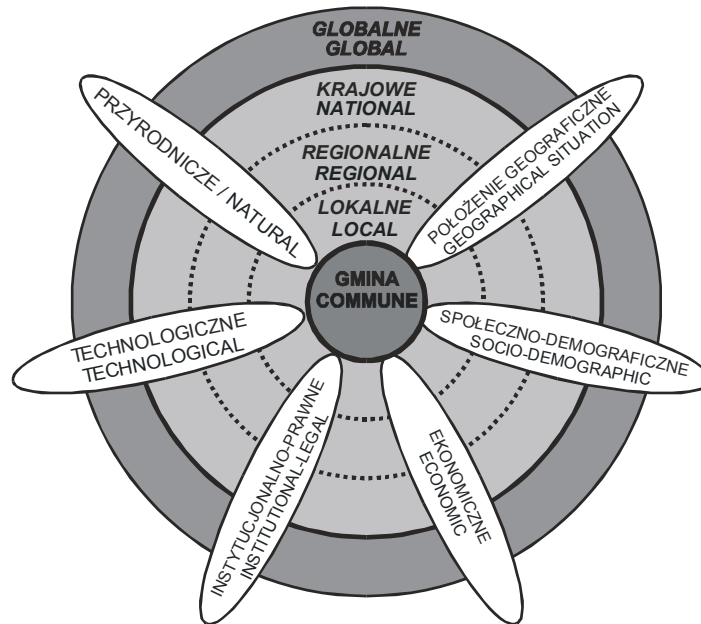 GLOBALNE
GLOBAL
KRAJOWE
NATIONAL
REGIONALNE
REGIONAL
LOKALNE
LOCAL
GMINA
COMMUNE
PRZYRODNICZE / NATURAL
POŁOŻENIE GEOGRAFICZNE
GEOGRAPHICAL SITUATION
TECHNOLOGICZNE
TECHNOLOGICAL
SPOŁECZNO-DEMOGRAFICZNE
SOCIO-DEMOGRAPHIC
INSTYTUCJONALNO-PRAWNE
INSTITUTIONAL-LEGAL
EKONOMICZNE
ECONOMIC